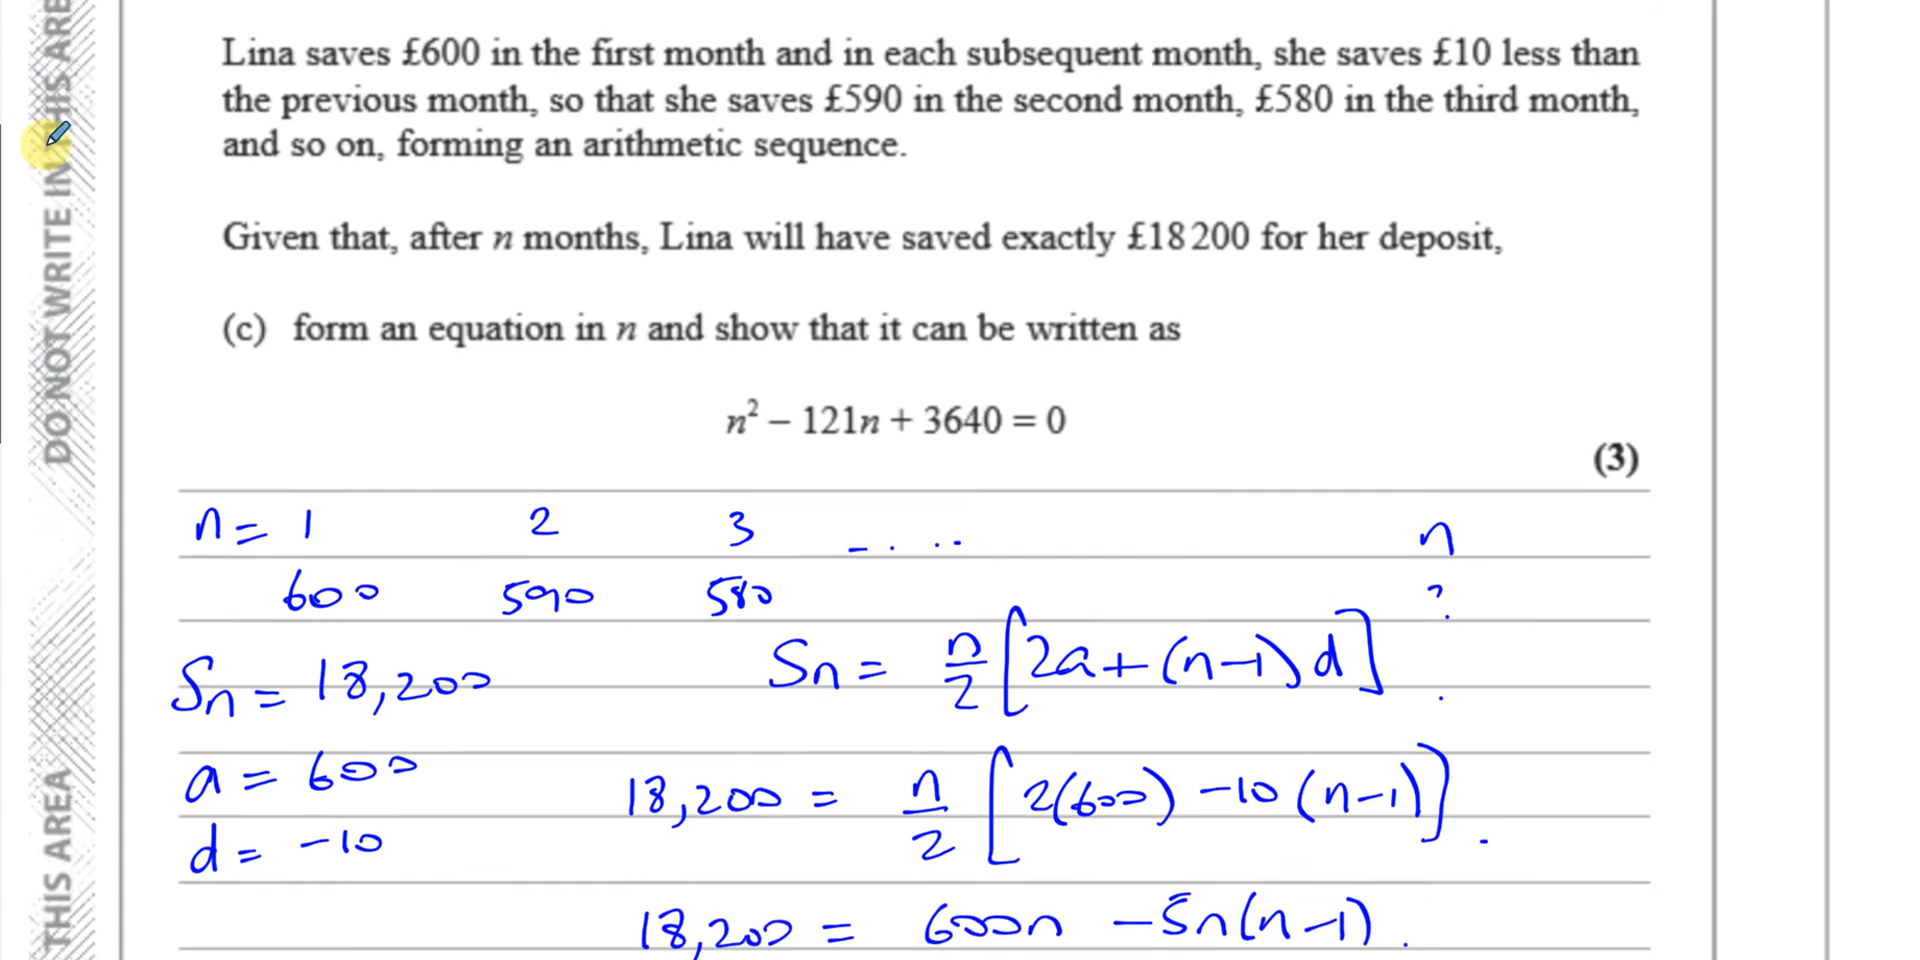 Lina saves £600 in the first month and in each subsequent month, she saves £10 less than
the previous month, so that she saves £590 in the second month, £580 in the third month,
and so on, forming an arithmetic sequence.
Given that, after n months, Lina will have saved exactly £18 200 for her deposit,
(c) form an equation in n and show that it can be written as
n² – 121n + 3640 = 0
(3)
n = 1 2 3 - . . . . n
600 590 580 ?
Sn = 18,200 Sn = n/2 [2a + (n-1)d]
a = 600 18,200 = n/2 [2(600) -10(n-1)].
d = -10
18,200 = 600n - 5n(n-1).
DO NOT WRITE IN THIS ARE
THIS AREA